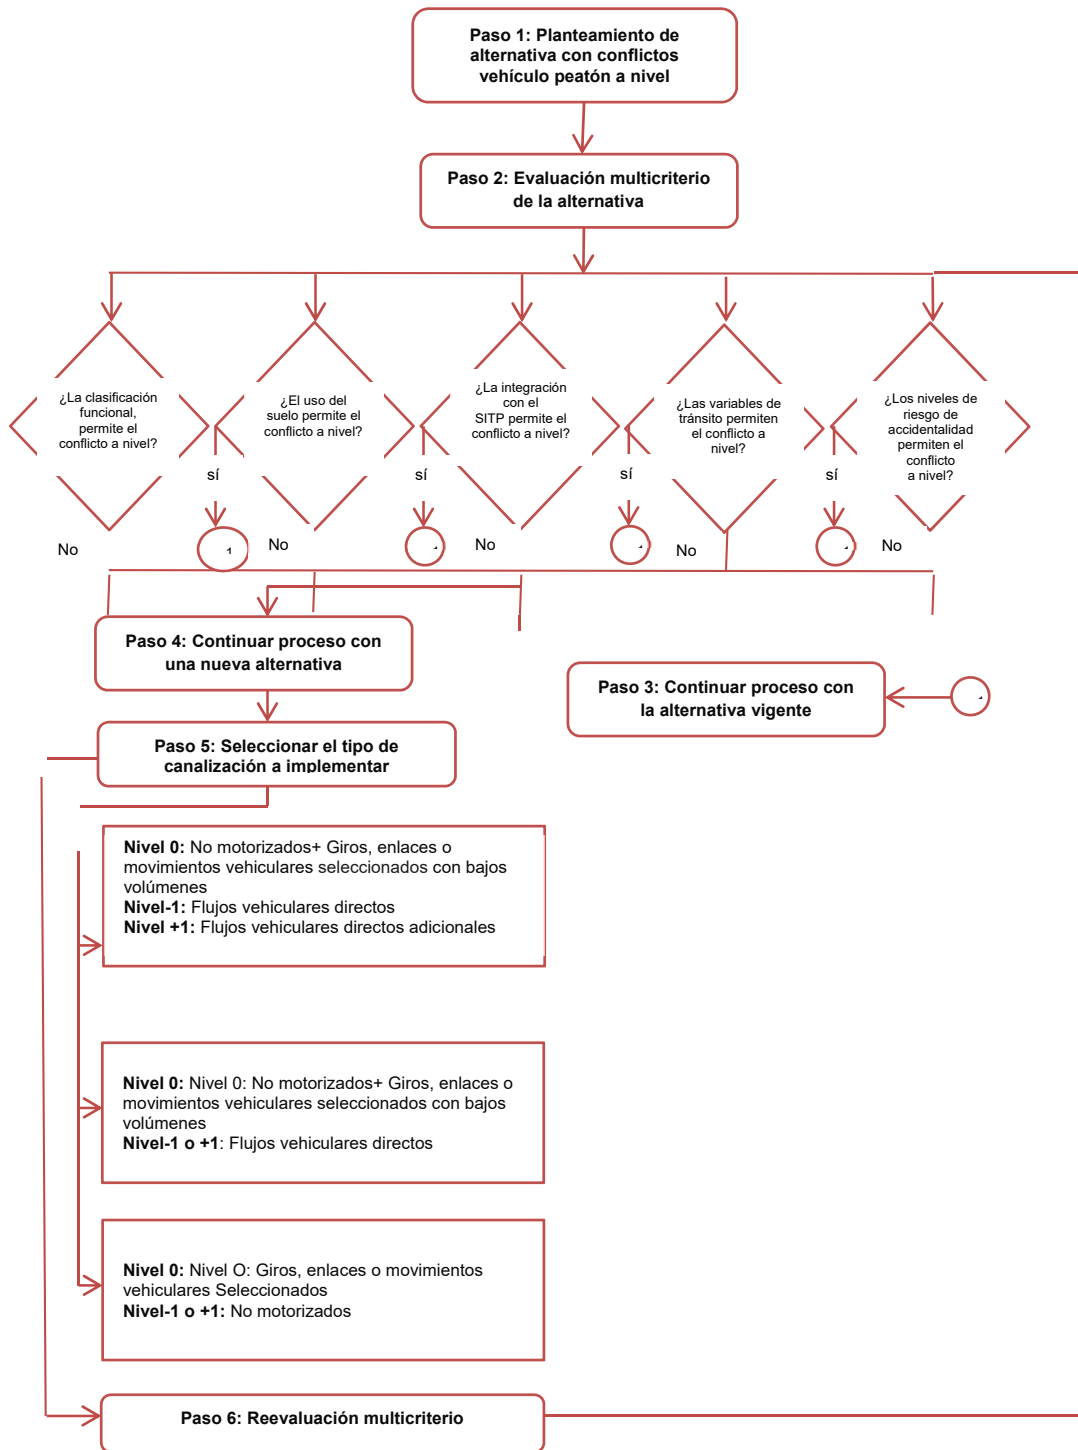 Paso 1: Planteamiento de
alternativa con conflictos
vehículo peatón a nivel
Paso 2: Evaluación multicriterio
de la alternativa
¿La clasificación
funcional,
permite el
conflicto a nivel?
¿El uso del
suelo permite el
conflicto a nivel?
¿La integración
con el
SITP permite el
conflicto a nivel?
¿Las variables de
tránsito permiten
el conflicto a
nivel?
¿Los niveles de
riesgo de
accidentalidad
permiten el
conflicto
a nivel?
sí
sí
sí
sí
No
1
No
No
No
No
Paso 4: Continuar proceso con
una nueva alternativa
Paso 3: Continuar proceso con
la alternativa vigente
Paso 5: Seleccionar el tipo de
canalización a implementar
Nivel 0: No motorizados+ Giros, enlaces o
movimientos vehiculares seleccionados con bajos
volúmenes
Nivel-1: Flujos vehiculares directos
Nivel +1: Flujos vehiculares directos adicionales
Nivel 0: Nivel 0: No motorizados+ Giros, enlaces o
movimientos vehiculares seleccionados con bajos
volúmenes
Nivel-1 o +1: Flujos vehiculares directos
Nivel 0: Nivel O: Giros, enlaces o movimientos
vehiculares Seleccionados
Nivel-1 o +1: No motorizados
Paso 6: Reevaluación multicriterio